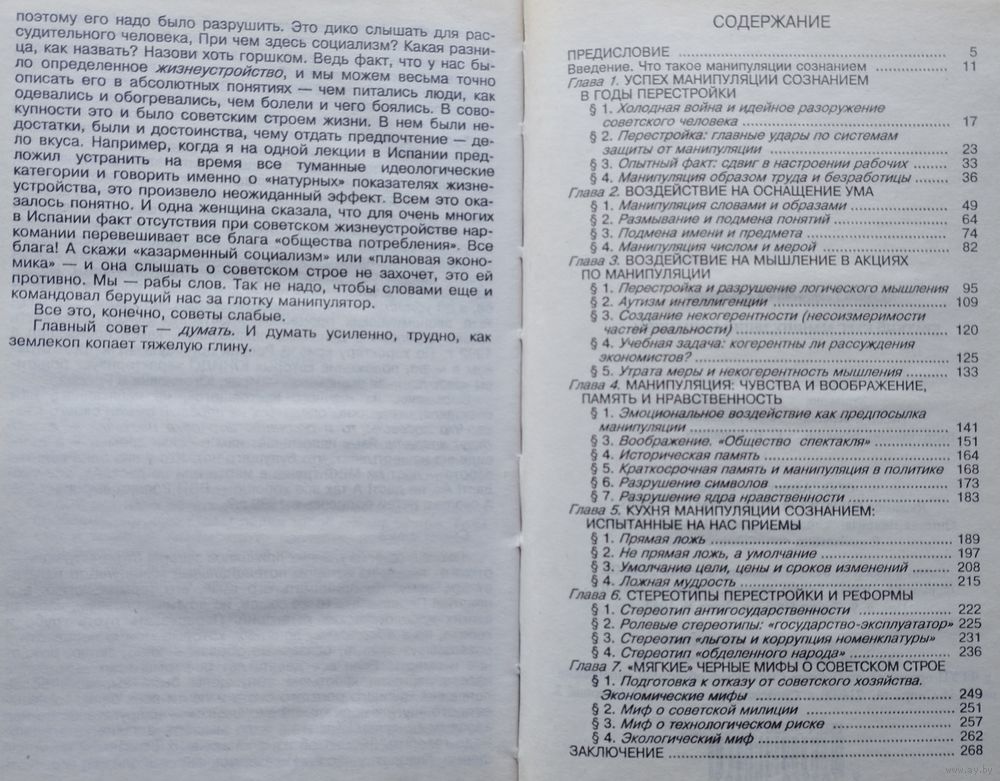 поэтому его надо было разрушить. Это дико слышать для рас-
судительного человека, При чем здесь социализм? Какая разни-
ца, как назвать? Назови хоть горшком. Ведь факт, что у нас бы-
ло определенное жизнеустройство, и мы можем весьма точно
описать его в абсолютных понятиях — чем питались люди, как
одевались и обогревались, чем болели и чего боялись. В сово-
купности это и было советским строем жизни. В нем были не-
достатки, были и достоинства, чему отдать предпочтение — де-
ло вкуса. Например, когда я на одной лекции в Испании пред-
ложил устранить на время все туманные идеологические
категории и говорить именно о «натурных» показателях жизне-
устройства, это произвело неожиданный эффект. Всем это ока-
залось понятно. И одна женщина сказала, что для очень многих
в Испании факт отсутствия при советском жизнеустройстве нар-
комании перевешивает все блага «общества потребления». Все
блага! А скажи «казарменный социализм» или «плановая эконо-
мика» — и она слышать о советском строе не захочет, это ей
противно. Мы — рабы слов. Так не надо, чтобы словами еще и
командовал берущий нас за глотку манипулятор.
Все это, конечно, советы слабые.
Главный совет — думать. И думать усиленно, трудно, как
землекоп копает тяжелую глину.
СОДЕРЖАНИЕ
ПРЕДИСЛОВИЕ 5
Введение. Что такое манипуляции сознанием 11
Глава 1. УСПЕХ МАНИПУЛЯЦИИ СОЗНАНИЕМ
В ГОДЫ ПЕРЕСТРОЙКИ
§ 1. Холодная война и идейное разоружение
советского человека 17
§ 2. Перестройка: главные удары по системам
защиты от манипуляции 23
§ 3. Опытный факт: сдвиг в настроении рабочих 33
§ 4. Манипуляция образом труда и безработицы 36
Глава 2. ВОЗДЕЙСТВИЕ НА ОСНАЩЕНИЕ УМА
§ 1. Манипуляция словами и образами 49
§ 2. Размывание и подмена понятий 64
§ 3. Подмена имени и предмета 74
§ 4. Манипуляция числом и мерой 82
Глава 3. ВОЗДЕЙСТВИЕ НА МЫШЛЕНИЕ В АКЦИЯХ
ПО МАНИПУЛЯЦИИ
§ 1. Перестройка и разрушение логического мышления 95
§ 2. Аутизм интеллигенции 109
§ 3. Создание некогерентности (несоизмеримости
частей реальности) 120
§ 4. Учебная задача: когерентны ли рассуждения
экономистов? 125
§ 5. Утрата меры и некогерентность мышления 133
Глава 4. МАНИПУЛЯЦИЯ: ЧУВСТВА И ВООБРАЖЕНИЕ,
ПАМЯТЬ И НРАВСТВЕННОСТЬ
§ 1. Эмоциональное воздействие как предпосылка
манипуляции 141
§ 3. Воображение. «Общество спектакля» 151
§ 4. Историческая память 164
§ 5. Краткосрочная память и манипуляция в политике 168
§ 6. Разрушение символов 173
§ 7. Разрушение ядра нравственности 183
Глава 5. КУХНЯ МАНИПУЛЯЦИИ СОЗНАНИЕМ:
ИСПЫТАННЫЕ НА НАС ПРИЕМЫ
§ 1. Прямая ложь 189
§ 2. Не прямая ложь, а умолчание 197
§ 3. Умолчание цели, цены и сроков изменений 208
§ 4. Ложная мудрость 215
Глава 6. СТЕРЕОТИПЫ ПЕРЕСТРОЙКИ И РЕФОРМЫ
§ 1. Стереотип антигосударственности 222
§ 2. Ролевые стереотипы: «государство-эксплуататор» 225
§ 3. Стереотип «льготы и коррупция номенклатуры» 231
§ 4. Стереотип «обделенного народа» 236
Глава 7. «МЯГКИЕ» ЧЕРНЫЕ МИФЫ О СОВЕТСКОМ СТРОЕ
§ 1. Подготовка к отказу от советского хозяйства.
Экономические мифы 249
§ 2. Миф о советской милиции 251
§ 3. Миф о технологическом риске 257
§ 4. Экологический миф 262
ЗАКЛЮЧЕНИЕ 268
www.ay.by